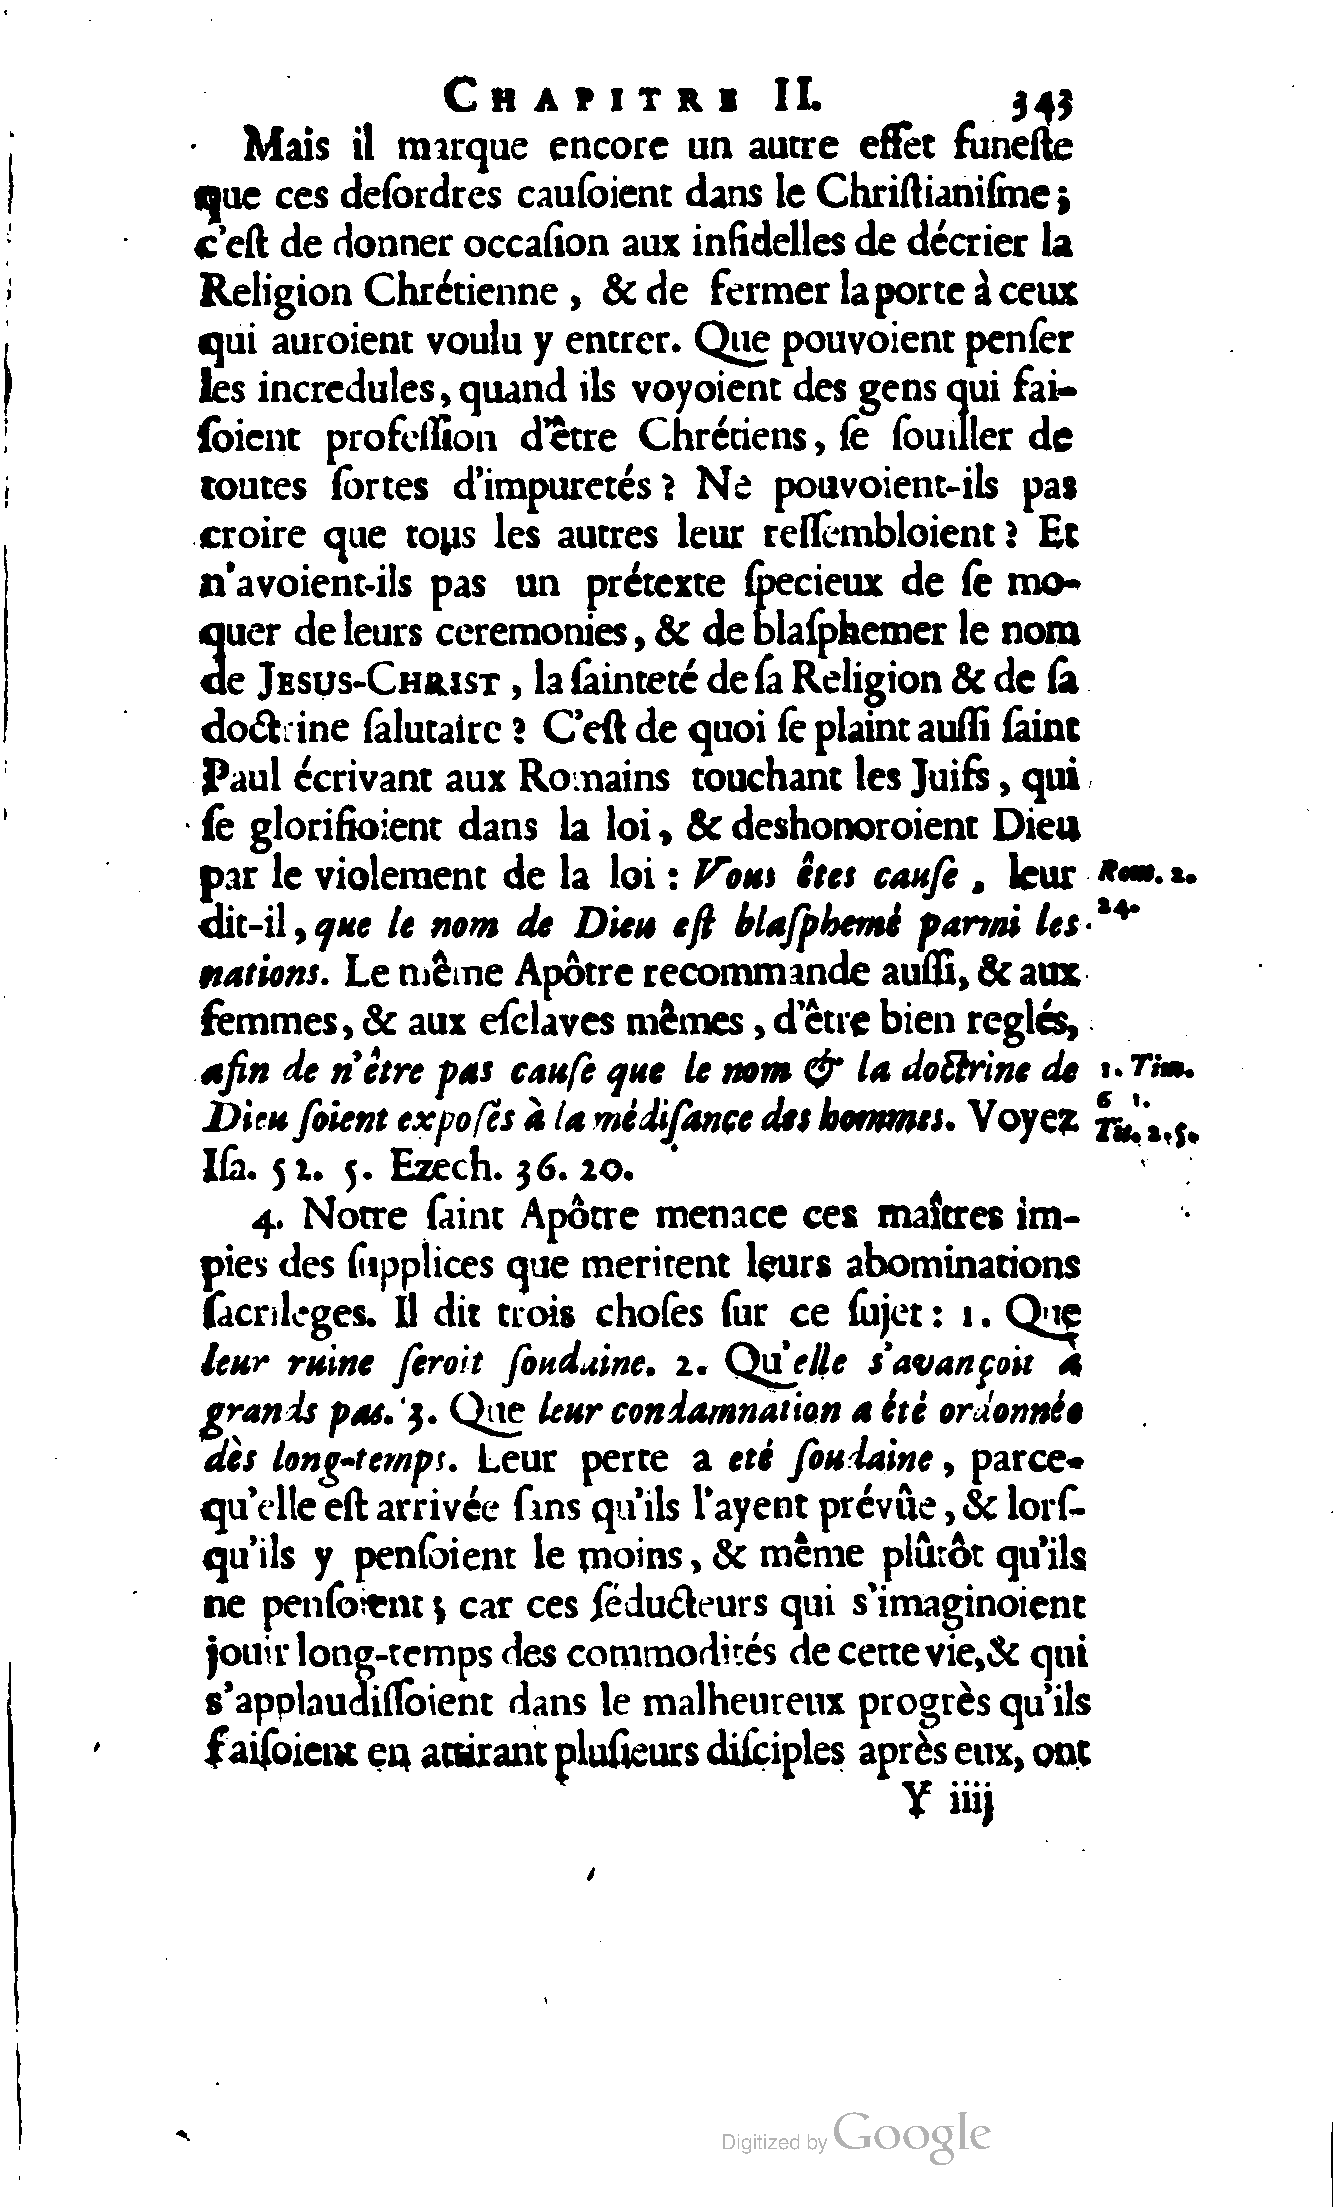 CHAPITRE II. 343
Mais il marque encore un autre effet funeſte
que ces deſordres cauſoient dans le Chriſtianiſme;
c'eſt de donner occaſion aux infidelles de décrier la
Religion Chrétienne, & de fermer la porte à ceux
qui auroient voulu y entrer. Que pouvoient penſer
les incredules, quand ils voyoient des gens qui fai-
ſoient profeſſion d'être Chrétiens, ſe ſouiller de
toutes ſortes d'impuretés? Ne pouvoient-ils pas
croire que tous les autres leur reſſembloient? Et
n'avoient-ils pas un prétexte ſpecieux de ſe mo-
quer de leurs ceremonies, & de blaſphemer le nom
de JESUS-CHRIST, la ſainteté de ſa Religion & de ſa
doctrine ſalutaire? C'eſt de quoi ſe plaint auſſi ſaint
Paul écrivant aux Romains touchant les Juifs, qui
ſe glorifioient dans la loi, & deshonoroient Dieu
par le violement de la loi: Vous êtes cauſe, leur
Rom. 2.
dit-il, que le nom de Dieu eſt blaſphemé parmi les
24.
nations. Le même Apôtre recommande auſſi, & aux
femmes, & aux eſclaves mêmes, d'être bien reglés,
afin de n'être pas cauſe que le nom & la doctrine de
1. Tim.
Dieu ſoient expoſés à la médiſance des hommes. Voyez
6 1.
Tit. 2. 5.
Iſa. 52. 5. Ezech. 36. 20.
4. Notre ſaint Apôtre menace ces maîtres im-
pies des ſupplices que meritent leurs abominations
ſacrileges. Il dit trois choſes ſur ce ſujet: 1. Que
leur ruine ſeroit ſoudaine. 2. Qu'elle s'avançoit à
grands pas. 3. Que leur condamnation a été ordonnée
dès long-temps. Leur perte a eté ſoudaine, parce-
qu'elle eſt arrivée ſans qu'ils l'ayent prévûe, & lorſ-
qu'ils y penſoient le moins, & même plûtôt qu'ils
ne penſoient; car ces ſéducteurs qui s'imaginoient
jouir long-temps des commodités de cette vie, & qui
s'applaudiſſoient dans le malheureux progrès qu'ils
faiſoient en attirant pluſieurs diſciples après eux, ont
Y iiij
Digitized by Google